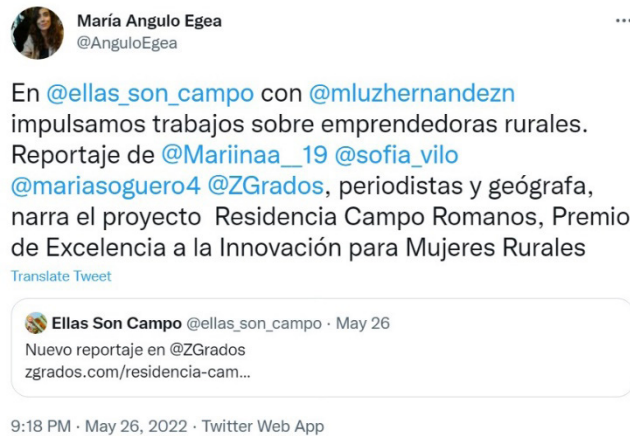 María Angulo Egea
@AnguloEgea
En @ellas_son_campo con @mluzhernandezn
impulsamos trabajos sobre emprendedoras rurales.
Reportaje de @Mariinaa__19 @sofia_vilo
@mariasoguero4 @ZGrados, periodistas y geógrafa,
narra el proyecto Residencia Campo Romanos, Premio
de Excelencia a la Innovación para Mujeres Rurales
Translate Tweet
Ellas Son Campo @ellas_son_campo · May 26
Nuevo reportaje en @ZGrados
zgrados.com/residencia-cam...
9:18 PM · May 26, 2022 · Twitter Web App